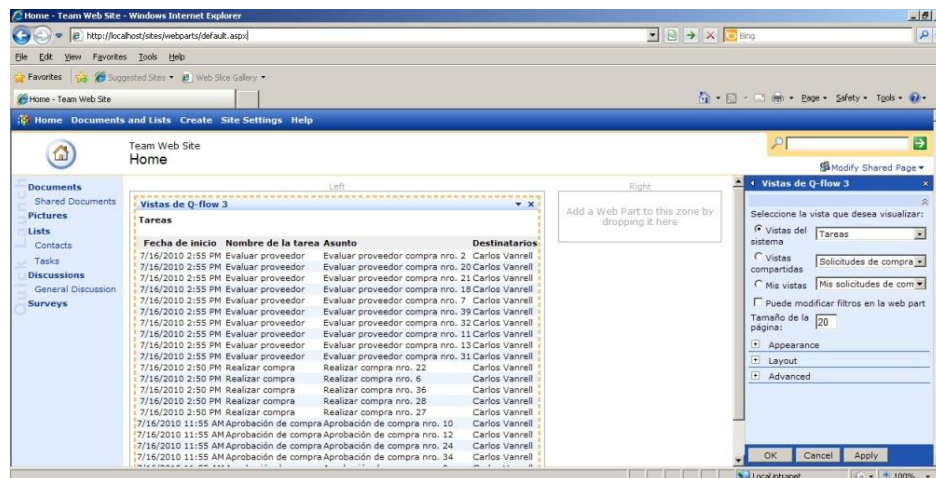 Home - Team Web Site - Windows Internet Explorer
http://localhost/sites/webparts/default.aspx
Bing
File Edit View Favorites Tools Help
Favorites Suggested Sites Web Slice Gallery
Home - Team Web Site
Page Safety Tools
Home Documents and Lists Create Site Settings Help
Team Web Site
Home
Modify Shared Page
Quick Launch
Documents
Shared Documents
Pictures
Lists
Contacts
Tasks
Discussions
General Discussion
Surveys
Left
Vistas de Q-flow 3
Tareas
Fecha de inicio Nombre de la tarea Asunto Destinatarios
7/16/2010 2:55 PM Evaluar proveedor Evaluar proveedor compra nro. 2 Carlos Vanrell
7/16/2010 2:55 PM Evaluar proveedor Evaluar proveedor compra nro. 20 Carlos Vanrell
7/16/2010 2:55 PM Evaluar proveedor Evaluar proveedor compra nro. 21 Carlos Vanrell
7/16/2010 2:55 PM Evaluar proveedor Evaluar proveedor compra nro. 18 Carlos Vanrell
7/16/2010 2:55 PM Evaluar proveedor Evaluar proveedor compra nro. 7 Carlos Vanrell
7/16/2010 2:55 PM Evaluar proveedor Evaluar proveedor compra nro. 39 Carlos Vanrell
7/16/2010 2:55 PM Evaluar proveedor Evaluar proveedor compra nro. 32 Carlos Vanrell
7/16/2010 2:55 PM Evaluar proveedor Evaluar proveedor compra nro. 11 Carlos Vanrell
7/16/2010 2:55 PM Evaluar proveedor Evaluar proveedor compra nro. 13 Carlos Vanrell
7/16/2010 2:55 PM Evaluar proveedor Evaluar proveedor compra nro. 31 Carlos Vanrell
7/16/2010 2:50 PM Realizar compra Realizar compra nro. 22 Carlos Vanrell
7/16/2010 2:50 PM Realizar compra Realizar compra nro. 6 Carlos Vanrell
7/16/2010 2:50 PM Realizar compra Realizar compra nro. 36 Carlos Vanrell
7/16/2010 2:50 PM Realizar compra Realizar compra nro. 28 Carlos Vanrell
7/16/2010 2:50 PM Realizar compra Realizar compra nro. 27 Carlos Vanrell
7/16/2010 11:55 AM Aprobación de compra Aprobación de compra nro. 10 Carlos Vanrell
7/16/2010 11:55 AM Aprobación de compra Aprobación de compra nro. 12 Carlos Vanrell
7/16/2010 11:55 AM Aprobación de compra Aprobación de compra nro. 24 Carlos Vanrell
7/16/2010 11:55 AM Aprobación de compra Aprobación de compra nro. 34 Carlos Vanrell
Right
Add a Web Part to this zone by
dropping it here
Vistas de Q-flow 3
Seleccione la vista que desea visualizar:
Vistas del sistema Tareas
Vistas compartidas Solicitudes de compra
Mis vistas Mis solicitudes de com
Puede modificar filtros en la web part
Tamaño de la página: 20
Appearance
Layout
Advanced
OK Cancel Apply
Local intranet 100%